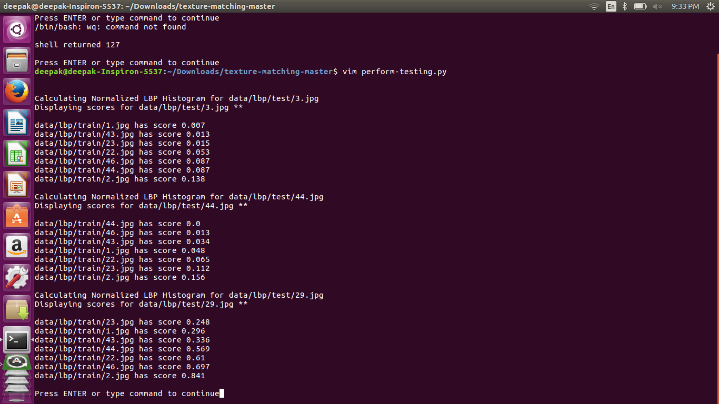 deepak@deepak-Inspiron-5537: ~/Downloads/texture-matching-master
En
9:33 PM
Press ENTER or type command to continue
/bin/bash: wq: command not found
shell returned 127
Press ENTER or type command to continue
deepak@deepak-Inspiron-5537:~/Downloads/texture-matching-master$ vim perform-testing.py
Calculating Normalized LBP Histogram for data/lbp/test/3.jpg
Displaying scores for data/lbp/test/3.jpg **
data/lbp/train/1.jpg has score 0.007
data/lbp/train/43.jpg has score 0.013
data/lbp/train/23.jpg has score 0.015
data/lbp/train/22.jpg has score 0.053
data/lbp/train/46.jpg has score 0.087
data/lbp/train/44.jpg has score 0.087
data/lbp/train/2.jpg has score 0.138
Calculating Normalized LBP Histogram for data/lbp/test/44.jpg
Displaying scores for data/lbp/test/44.jpg **
data/lbp/train/44.jpg has score 0.0
data/lbp/train/46.jpg has score 0.013
data/lbp/train/43.jpg has score 0.034
data/lbp/train/1.jpg has score 0.048
data/lbp/train/22.jpg has score 0.065
data/lbp/train/23.jpg has score 0.112
data/lbp/train/2.jpg has score 0.156
Calculating Normalized LBP Histogram for data/lbp/test/29.jpg
Displaying scores for data/lbp/test/29.jpg **
data/lbp/train/23.jpg has score 0.248
data/lbp/train/1.jpg has score 0.296
data/lbp/train/43.jpg has score 0.336
data/lbp/train/44.jpg has score 0.569
data/lbp/train/22.jpg has score 0.61
data/lbp/train/46.jpg has score 0.697
data/lbp/train/2.jpg has score 0.841
Press ENTER or type command to continue